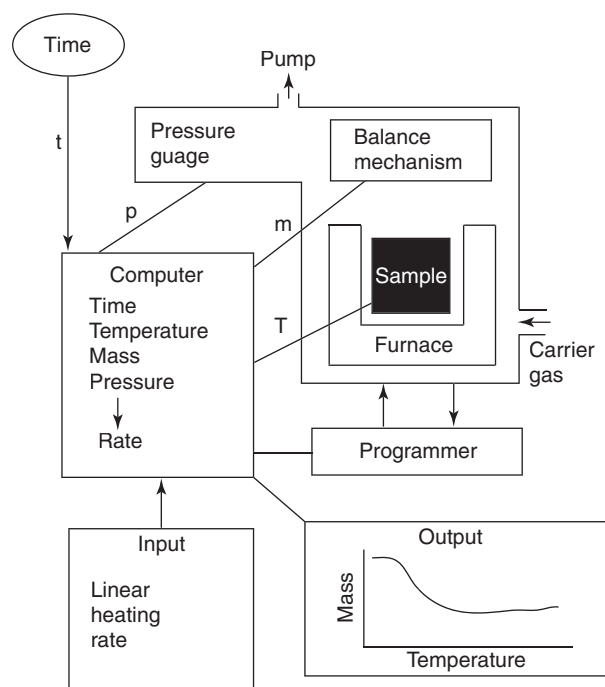 Time
Pump
t
Pressure
guage
Balance
mechanism
p
m
Computer
Time
Temperature
Mass
Pressure
Rate
T
Sample
Furnace
Carrier
gas
Programmer
Input
Linear
heating
rate
Output
Mass
Temperature